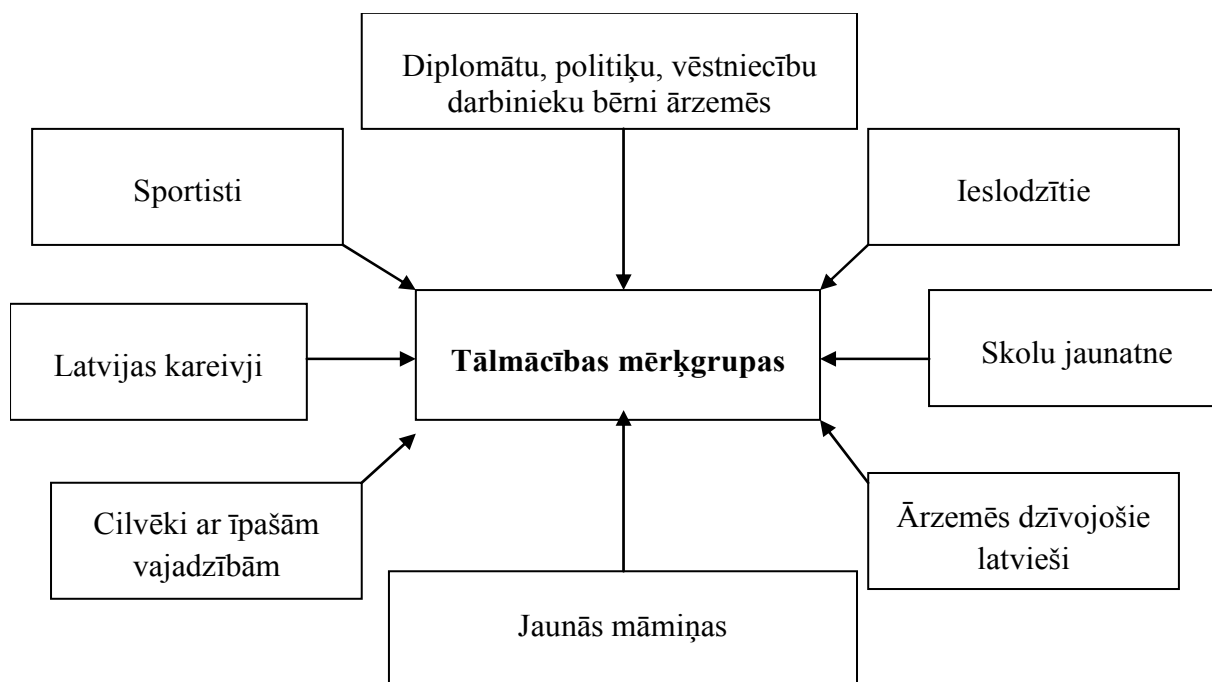 Diplomātu, politiķu, vēstniecību
darbinieku bērni ārzemēs
Sportisti
Ieslodzītie
Latvijas kareivji
Tālmācības mērķgrupas
Skolu jaunatne
Cilvēki ar īpašām
vajadzībām
Ārzemēs dzīvojošie
latvieši
Jaunās māmiņas